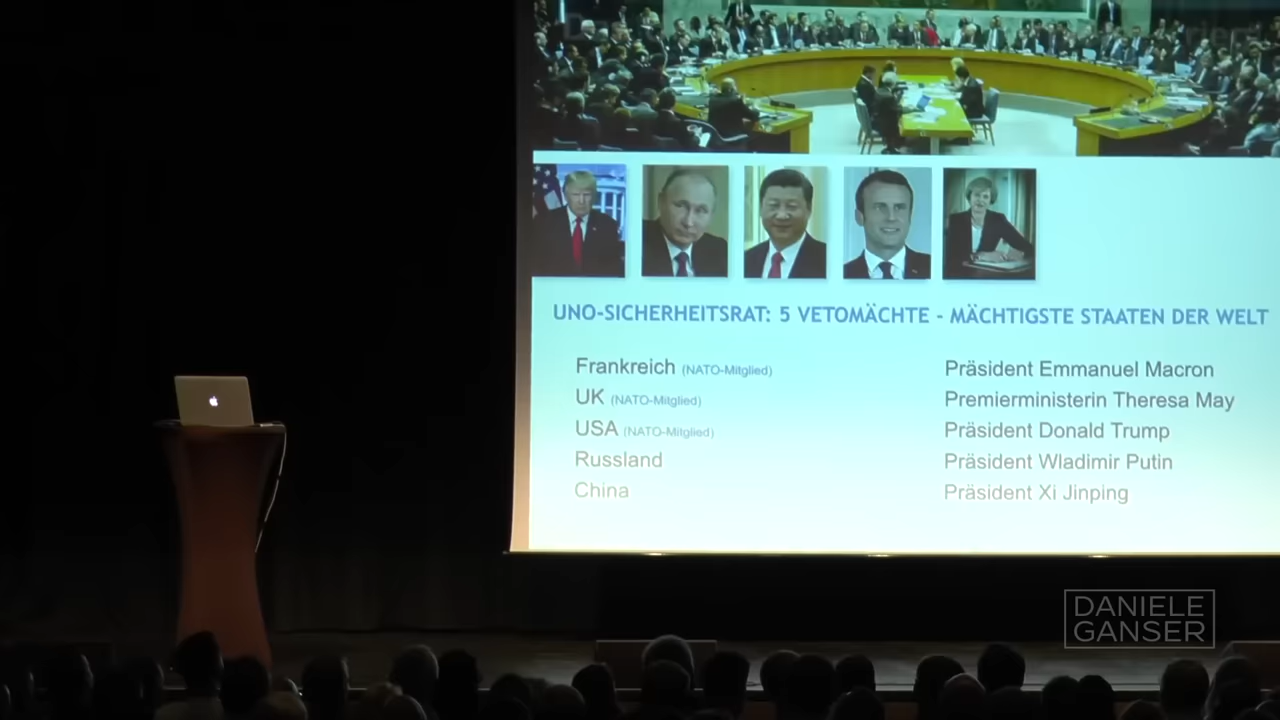 UNO-SICHERHEITSRAT: 5 VETOMÄCHTE - MÄCHTIGSTE STAATEN DER WELT
Frankreich (NATO-Mitglied) Präsident Emmanuel Macron
UK (NATO-Mitglied) Premierministerin Theresa May
USA (NATO-Mitglied) Präsident Donald Trump
Russland Präsident Wladimir Putin
China Präsident Xi Jinping
DANIELE
GANSER